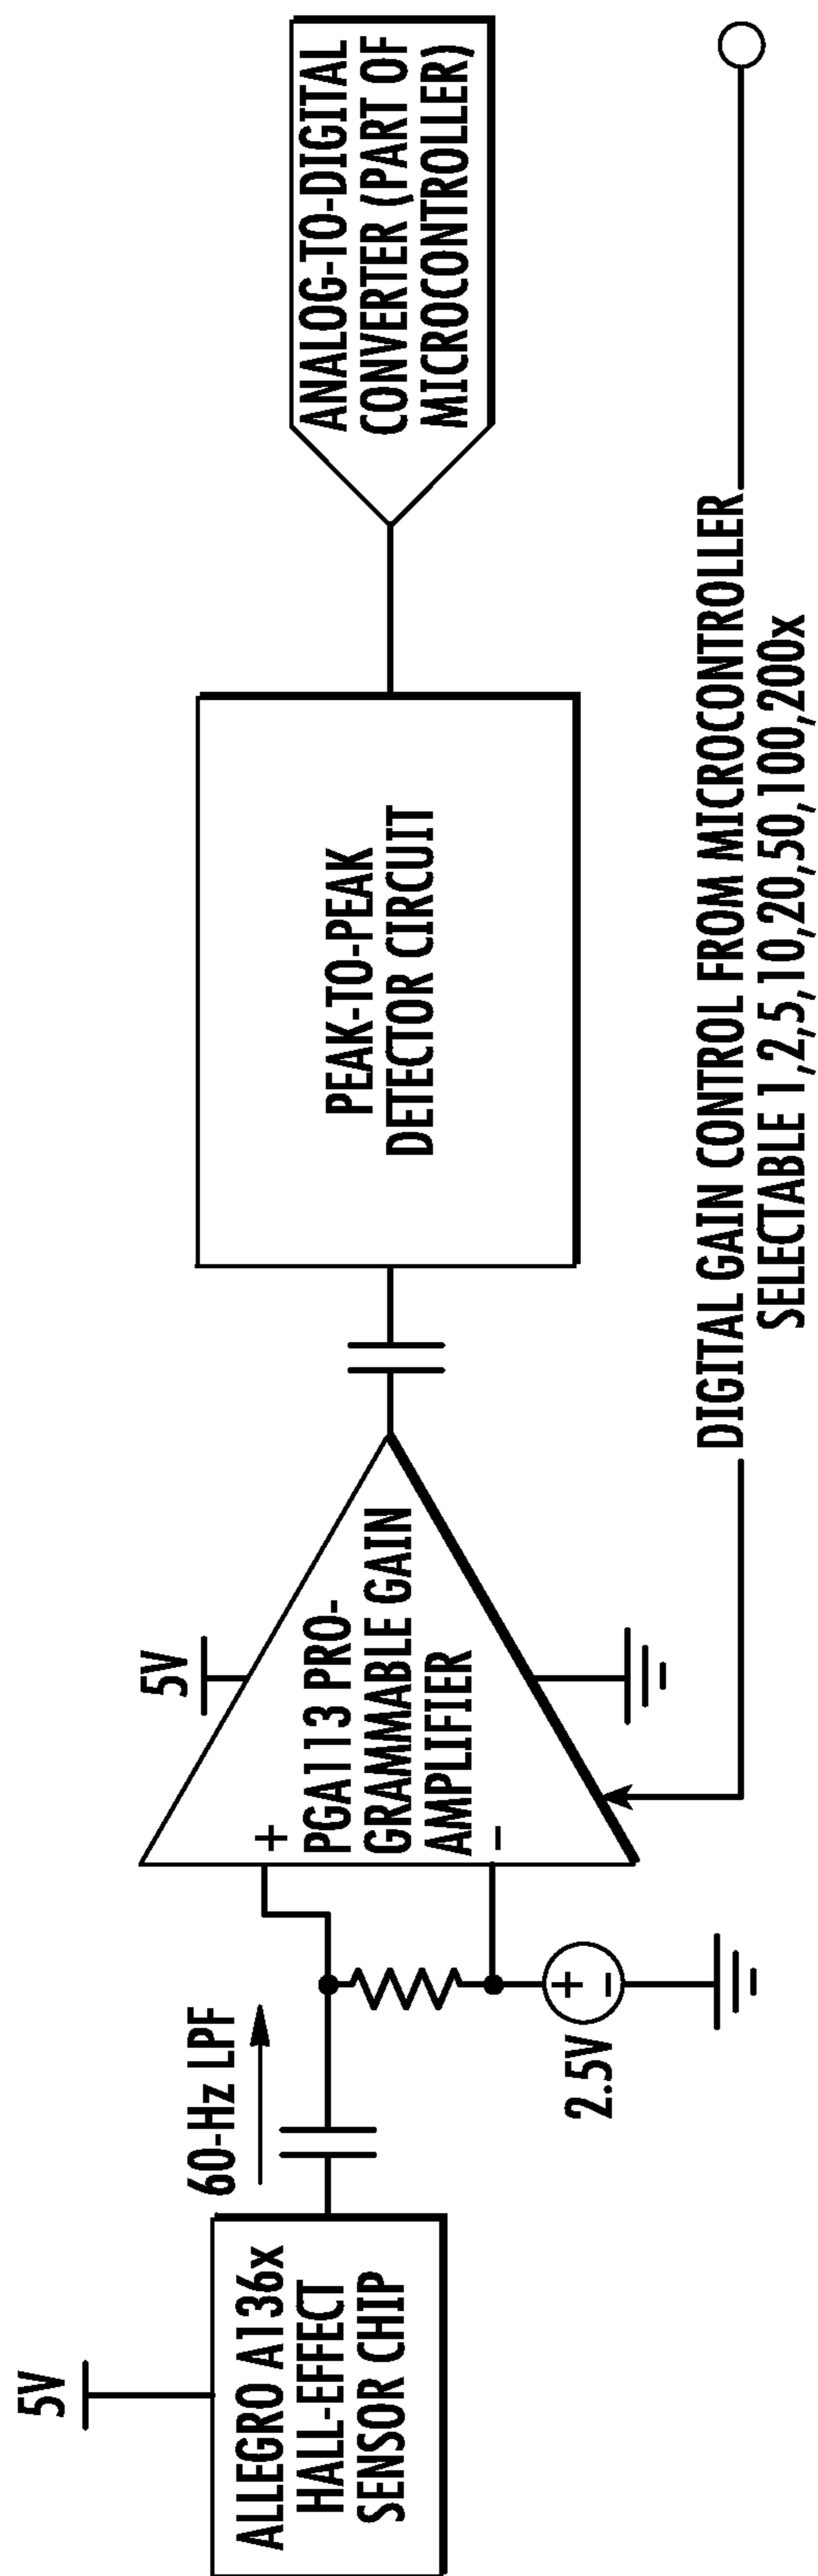 5V
ALLEGRO A136x
HALL-EFFECT
SENSOR CHIP
60-Hz LPF
2.5V
+
-
5V
+
PGA113 PRO-
GRAMMABLE GAIN
AMPLIFIER
-
PEAK-TO-PEAK
DETECTOR CIRCUIT
ANALOG-TO-DIGITAL
CONVERTER (PART OF
MICROCONTROLLER)
DIGITAL GAIN CONTROL FROM MICROCONTROLLER
SELECTABLE 1,2,5,10,20,50,100,200x